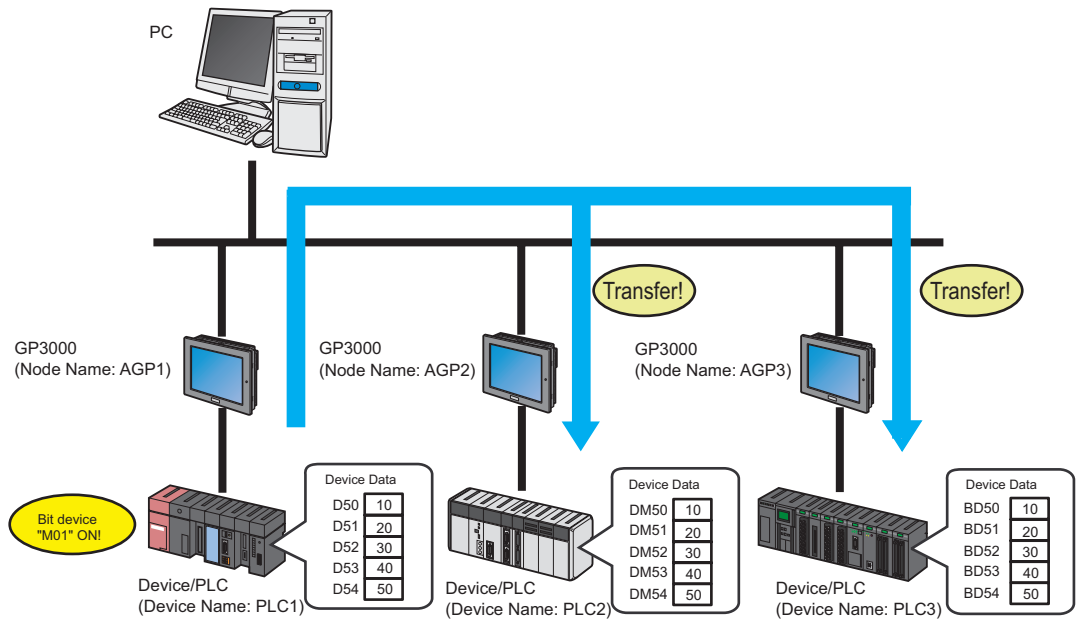 PC
Transfer!
Transfer!
GP3000
(Node Name: AGP1)
GP3000
(Node Name: AGP2)
GP3000
(Node Name: AGP3)
Bit device
"M01" ON!
Device Data
D50 10
D51 20
D52 30
D53 40
D54 50
Device/PLC
(Device Name: PLC1)
Device Data
DM50 10
DM51 20
DM52 30
DM53 40
DM54 50
Device/PLC
(Device Name: PLC2)
Device Data
BD50 10
BD51 20
BD52 30
BD53 40
BD54 50
Device/PLC
(Device Name: PLC3)